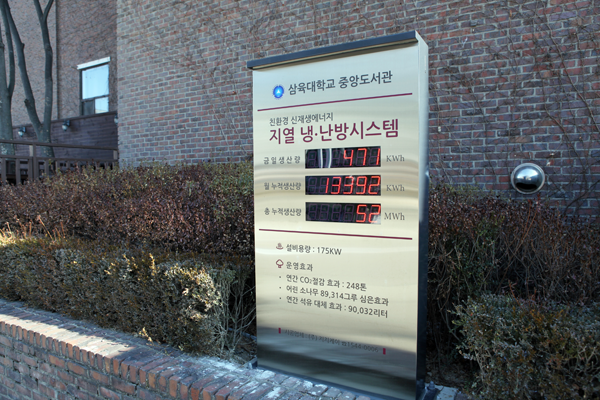 삼육대학교 중앙도서관
친환경 신재생에너지
지열 냉·난방시스템
금일생산량 471 KWh
월 누적생산량 13392 KWh
총 누적생산량 52 MWh
설비용량 : 175KW
운영효과
· 연간 CO₂절감 효과 : 248톤
· 어린 소나무 89,314그루 심은효과
· 연간 석유 대체 효과 : 90,032리터